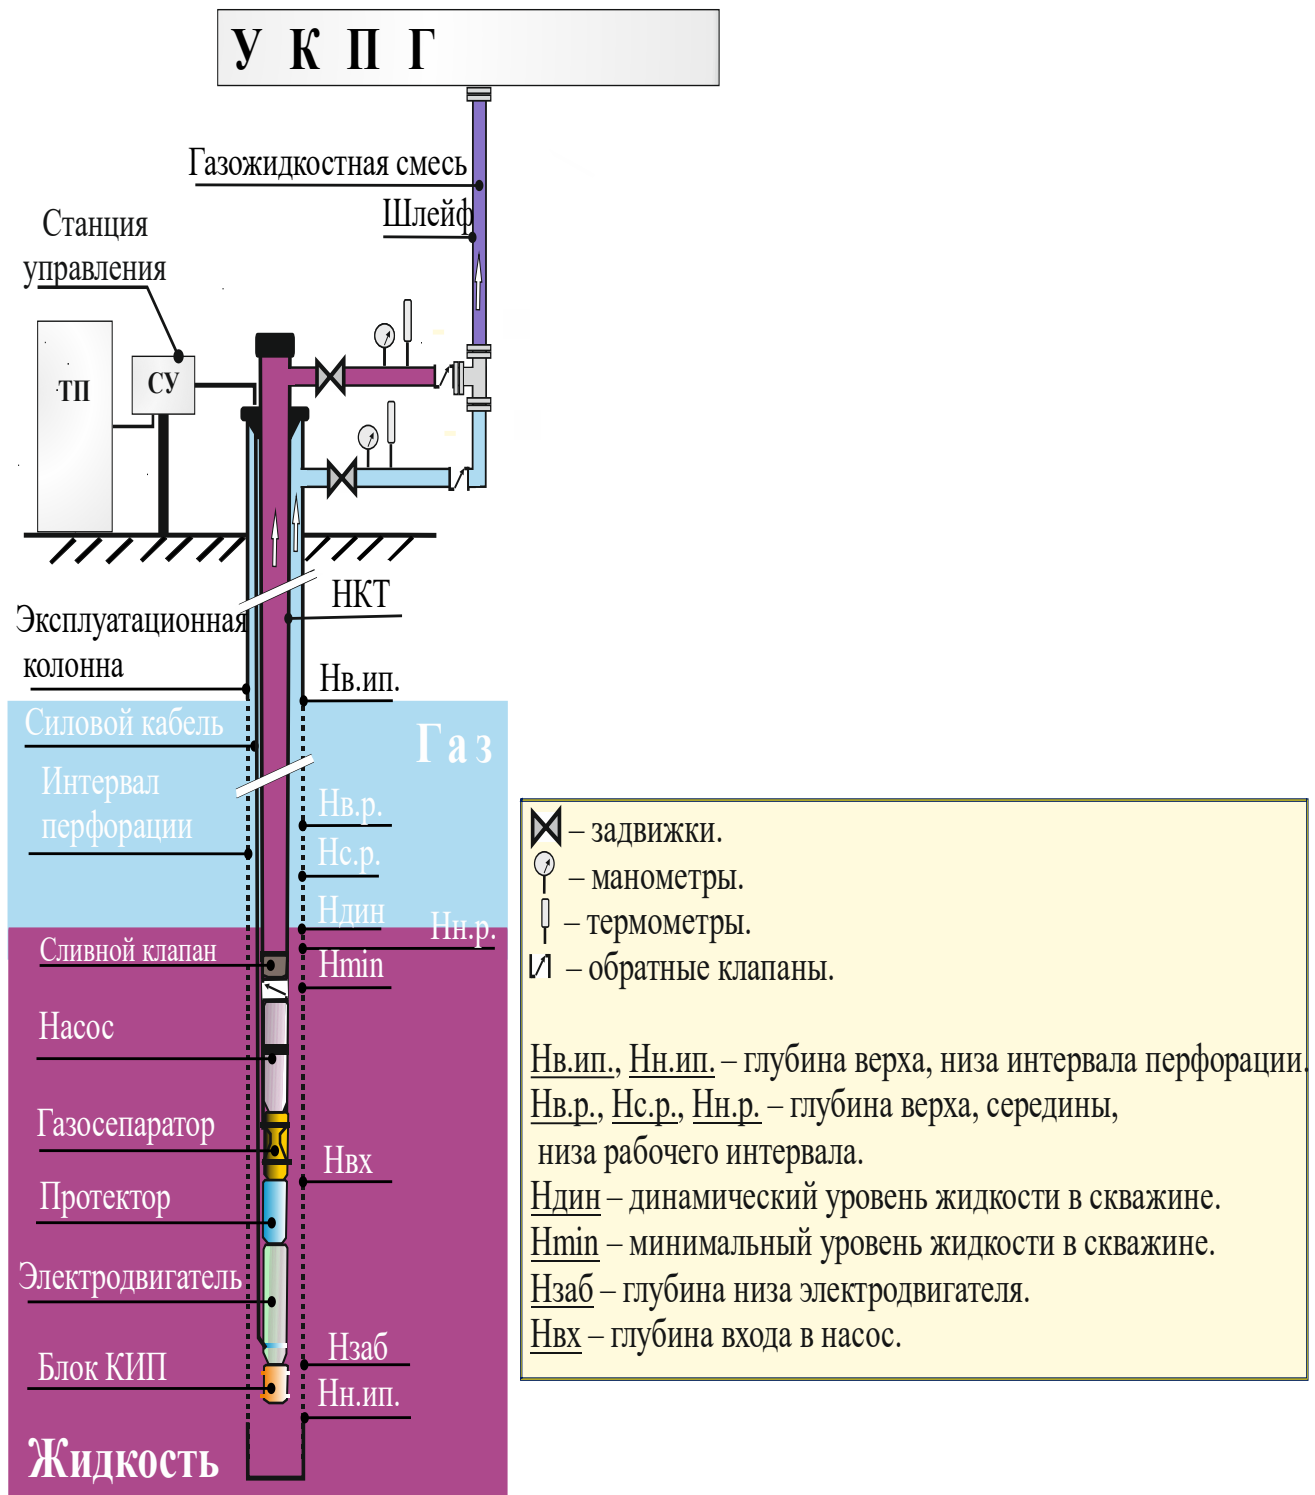 У К П Г
Газожидкостная смесь
Шлейф
Станция
управления
ТП
СУ
НКТ
Эксплуатационная
колонна
Нв.ип.
Силовой кабель
Газ
Интервал
перфорации
Нв.р.
Нс.р.
Ндин
Нн.р.
Сливной клапан
Hmin
Насос
Газосепаратор
Нвх
Протектор
Электродвигатель
Нзаб
Блок КИП
Нн.ип.
Жидкость
– задвижки.
– манометры.
– термометры.
– обратные клапаны.
Нв.ип., Нн.ип. – глубина верха, низа интервала перфорации.
Нв.р., Нс.р., Нн.р. – глубина верха, середины,
низа рабочего интервала.
Ндин – динамический уровень жидкости в скважине.
Hmin – минимальный уровень жидкости в скважине.
Нзаб – глубина низа электродвигателя.
Нвх – глубина входа в насос.